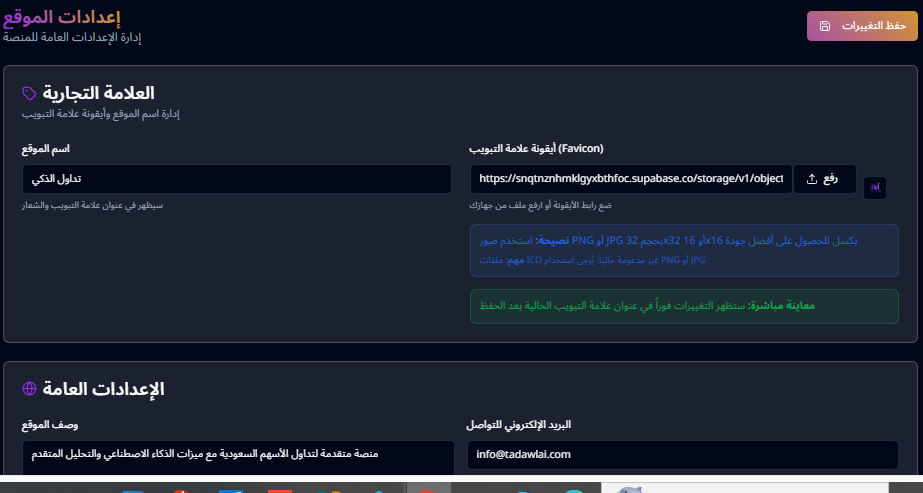 إعدادات الموقع
إدارة الإعدادات العامة للمنصة
حفظ التغييرات
العلامة التجارية
إدارة اسم الموقع وأيقونة علامة التبويب
اسم الموقع
تداول الذكي
سيظهر في عنوان علامة التبويب والشعار
أيقونة علامة التبويب (Favicon)
https://snqtnznhmklgyxbthfoc.supabase.co/storage/v1/object
رفع
ضع رابط الأيقونة أو ارفع ملف من جهازك
نصيحة: استخدم صور PNG أو JPG بحجم 32x32 أو 16x16 بكسل للحصول على أفضل جودة
مهم: ملفات ICO غير مدعومة حالياً. يُرجى استخدام PNG أو JPG
معاينة مباشرة: ستظهر التغييرات فوراً في عنوان علامة التبويب الحالية بعد الحفظ
الإعدادات العامة
وصف الموقع
منصة متقدمة لتداول الأسهم السعودية مع ميزات الذكاء الاصطناعي والتحليل المتقدم
البريد الإلكتروني للتواصل
info@tadawlai.com